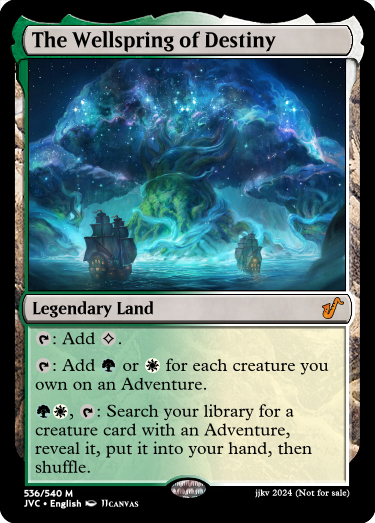 The Wellspring of Destiny
Legendary Land
: Add .
: Add or for each creature you
own on an Adventure.
, : Search your library for a
creature card with an Adventure,
reveal it, put it into your hand, then
shuffle.
536/540 M
jjkv 2024 (Not for sale)
JVC • English 11CANVAS